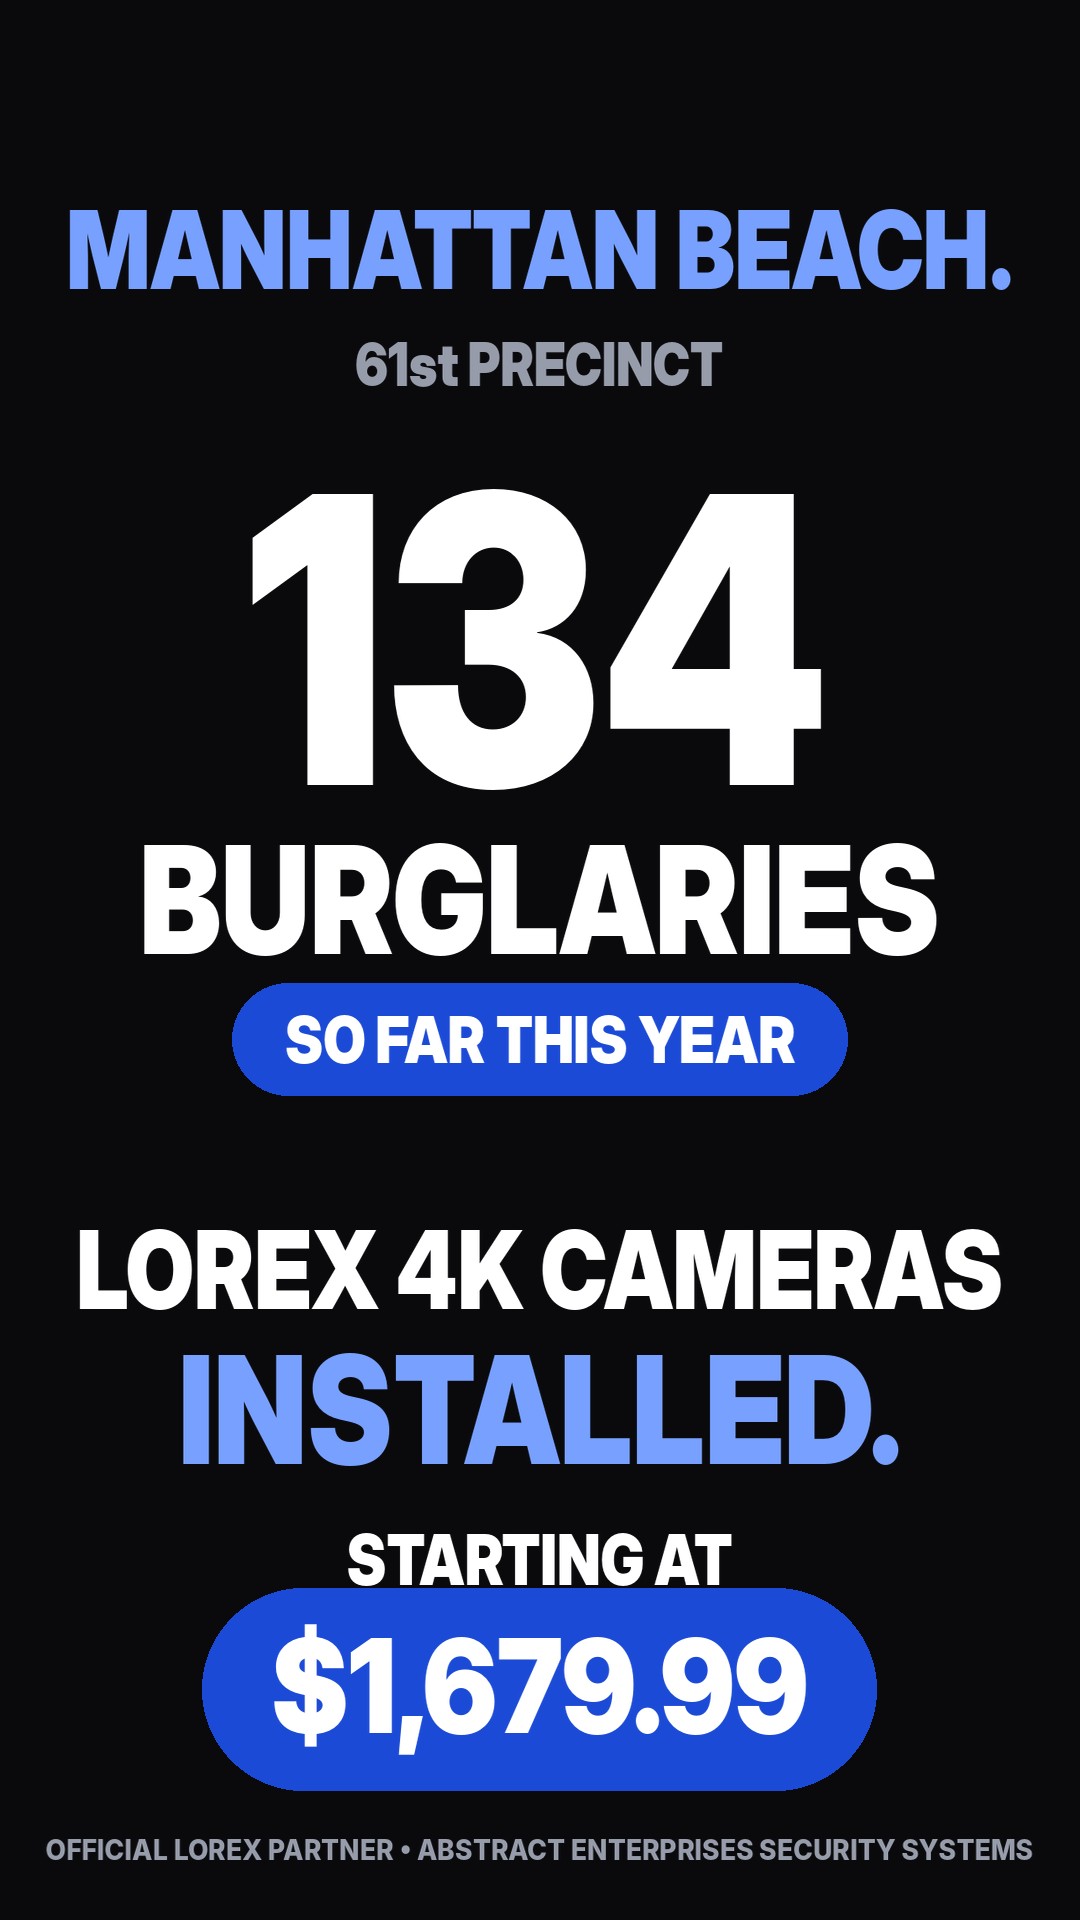 MANHATTAN BEACH.
61st PRECINCT
134
BURGLARIES
SO FAR THIS YEAR
LOREX 4K CAMERAS
INSTALLED.
STARTING AT
$1,679.99
OFFICIAL LOREX PARTNER • ABSTRACT ENTERPRISES SECURITY SYSTEMS